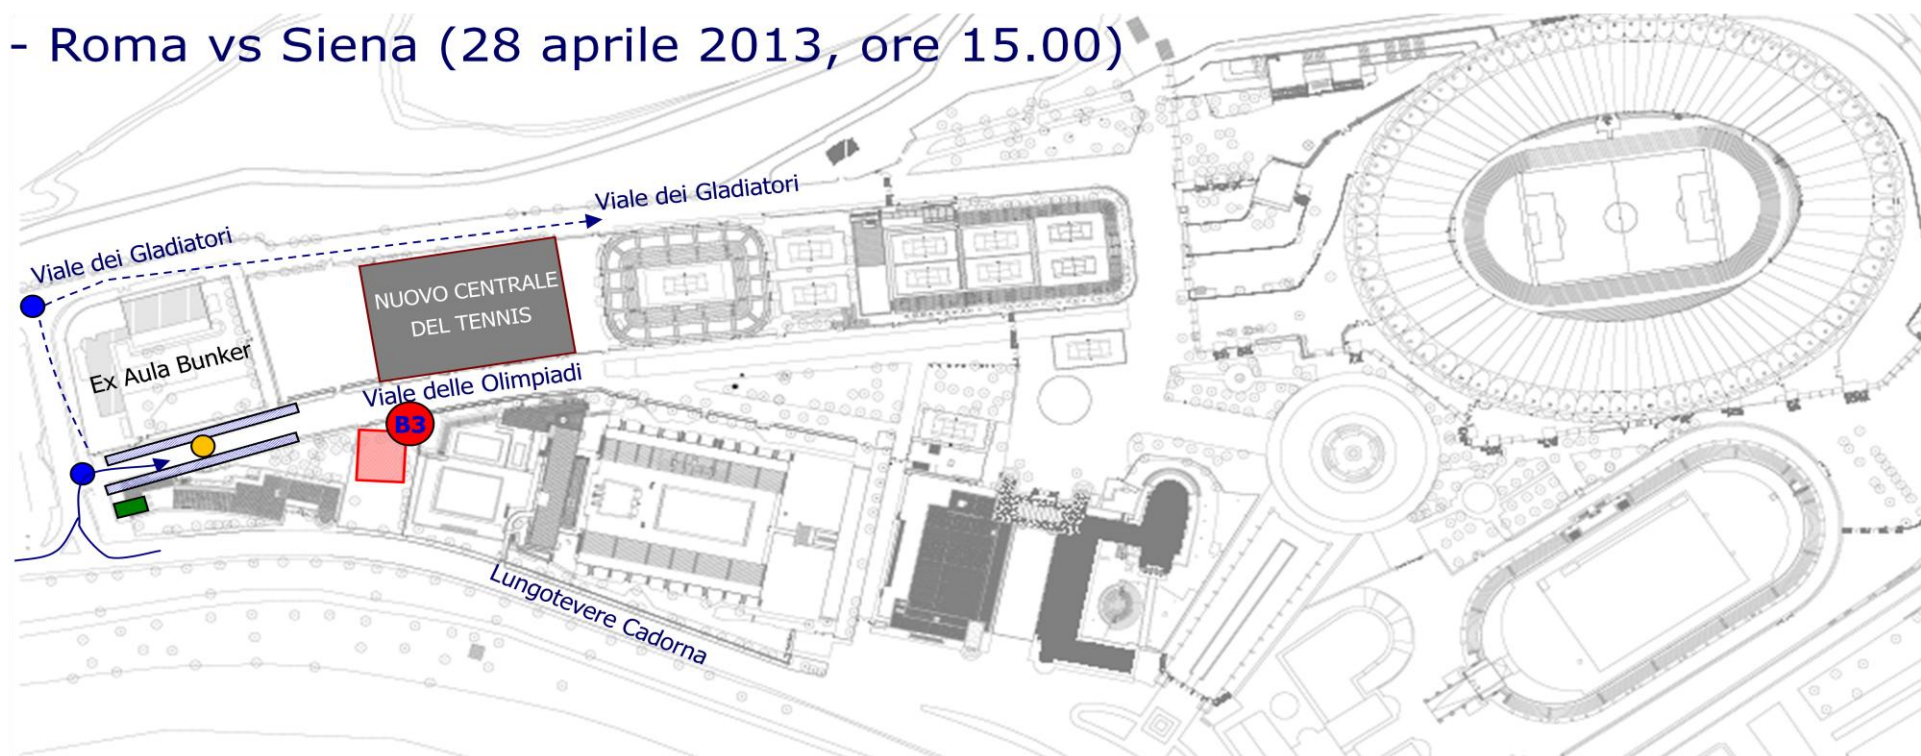 - Roma vs Siena (28 aprile 2013, ore 15.00)
Viale dei Gladiatori
Viale dei Gladiatori
NUOVO CENTRALE
DEL TENNIS
Ex Aula Bunker
Viale delle Olimpiadi
B3
Lungotevere Cadorna